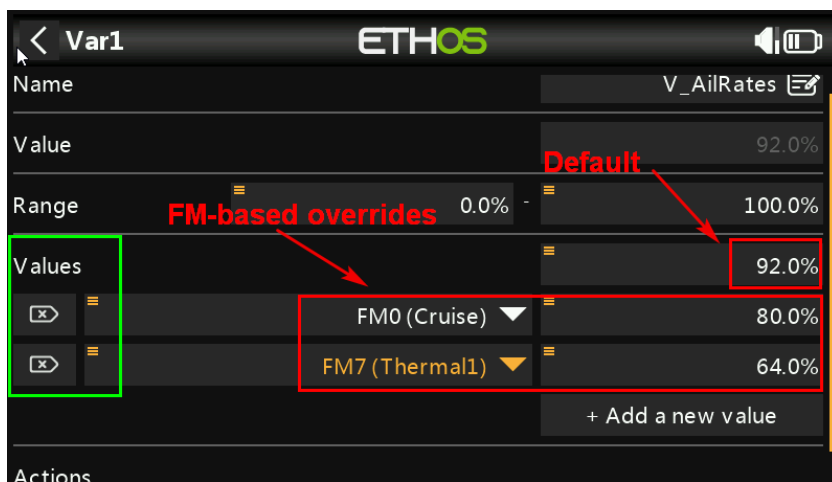 Var1 ETHOS
Name V_AilRates
Value 92.0%
Default
Range 0.0% - 100.0%
FM-based overrides
Values 92.0%
FM0 (Cruise) 80.0%
FM7 (Thermal1) 64.0%
+ Add a new value
Actions